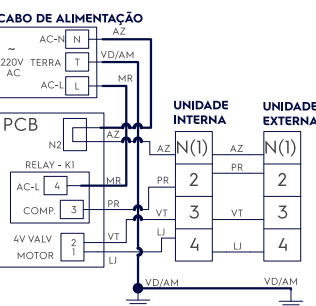 CABO DE ALIMENTAÇÃO
AZ
AC-N N
~
220V
AC
TERRA T
VD/AM
MR
AC-L L
UNIDADE
INTERNA
UNIDADE
EXTERNA
PCB
N2
AZ
AZ
N(1)
AZ
N(1)
RELAY - K1
AC-L 4
MR
PR
2
PR
2
COMP. 3
PR
VT
3
VT
3
4V VALV
MOTOR
2
1
VT
LJ
LJ
4
LJ
4
VD/AM
VD/AM